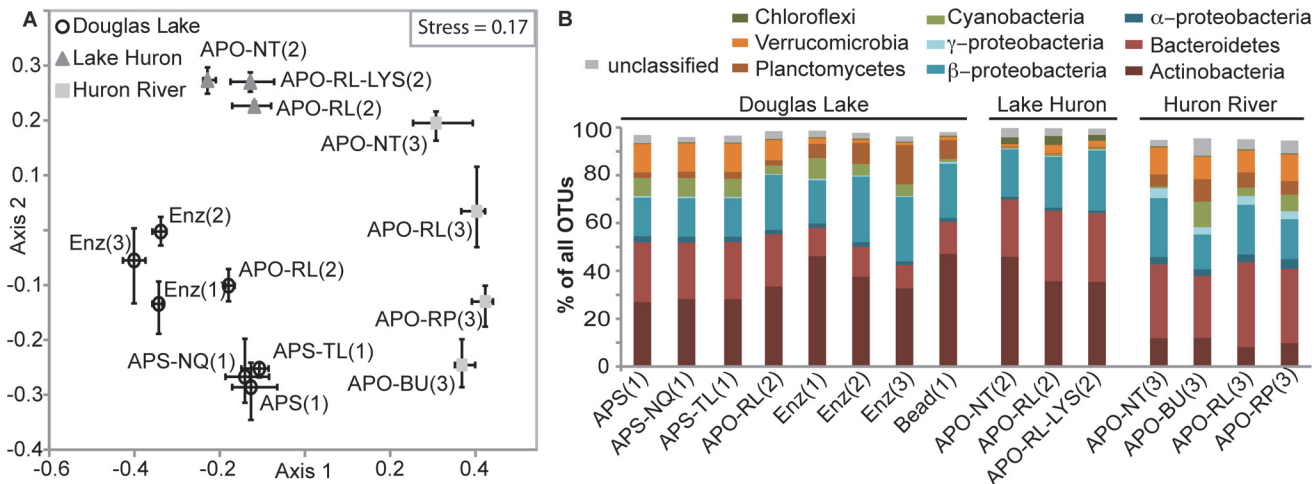 A
Douglas Lake
Lake Huron
Huron River
Stress = 0.17
APO-NT(2)
APO-RL-LYS(2)
APO-RL(2)
APO-NT(3)
APO-RL(3)
Enz(2)
Enz(3)
APO-RL(2)
Enz(1)
APO-RP(3)
APS-NQ(1)
APS-TL(1)
APO-BU(3)
APS(1)
Axis 2
0.3
0.2
0.1
-0.1
-0.2
-0.3
-0.4
-0.6
-0.4
-0.2
0
0.2
0.4
Axis 1
B
unclassified
Chloroflexi
Verrucomicrobia
Planctomycetes
Cyanobacteria
γ-proteobacteria
β-proteobacteria
α-proteobacteria
Bacteroidetes
Actinobacteria
Douglas Lake
Lake Huron
Huron River
% of all OTUs
100
80
60
40
20
0
APS(1)
APS-NQ(1)
APS-TL(1)
APO-RL(2)
Enz(1)
Enz(2)
Enz(3)
Bead(1)
APO-NT(2)
APO-RL(2)
APO-RL-LYS(2)
APO-NT(3)
APO-BU(3)
APO-RL(3)
APO-RP(3)